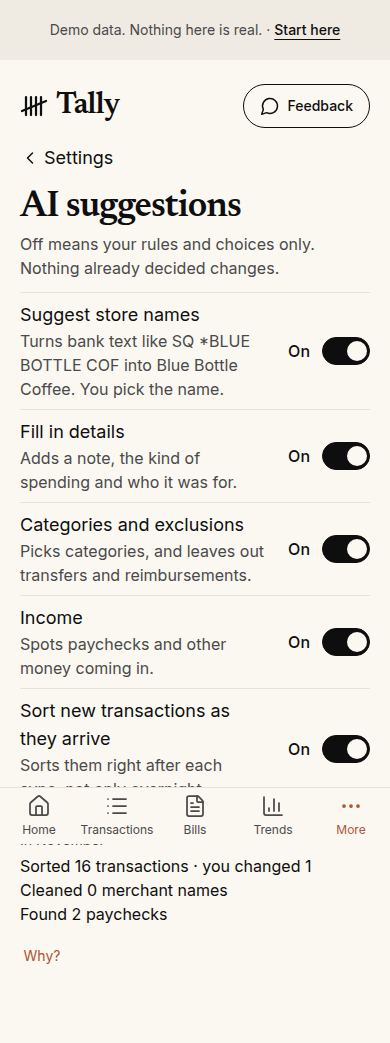 Demo data. Nothing here is real. · Start here
Tally
Feedback
Settings
AI suggestions
Off means your rules and choices only.
Nothing already decided changes.
Suggest store names
Turns bank text like SQ *BLUE
BOTTLE COF into Blue Bottle
Coffee. You pick the name.
On
Fill in details
Adds a note, the kind of
spending and who it was for.
On
Categories and exclusions
Picks categories, and leaves out
transfers and reimbursements.
On
Income
Spots paychecks and other
money coming in.
On
Sort new transactions as
they arrive
Sorts them right after each
On
Home
Transactions
Bills
Trends
More
Sorted 16 transactions · you changed 1
Cleaned 0 merchant names
Found 2 paychecks
Why?